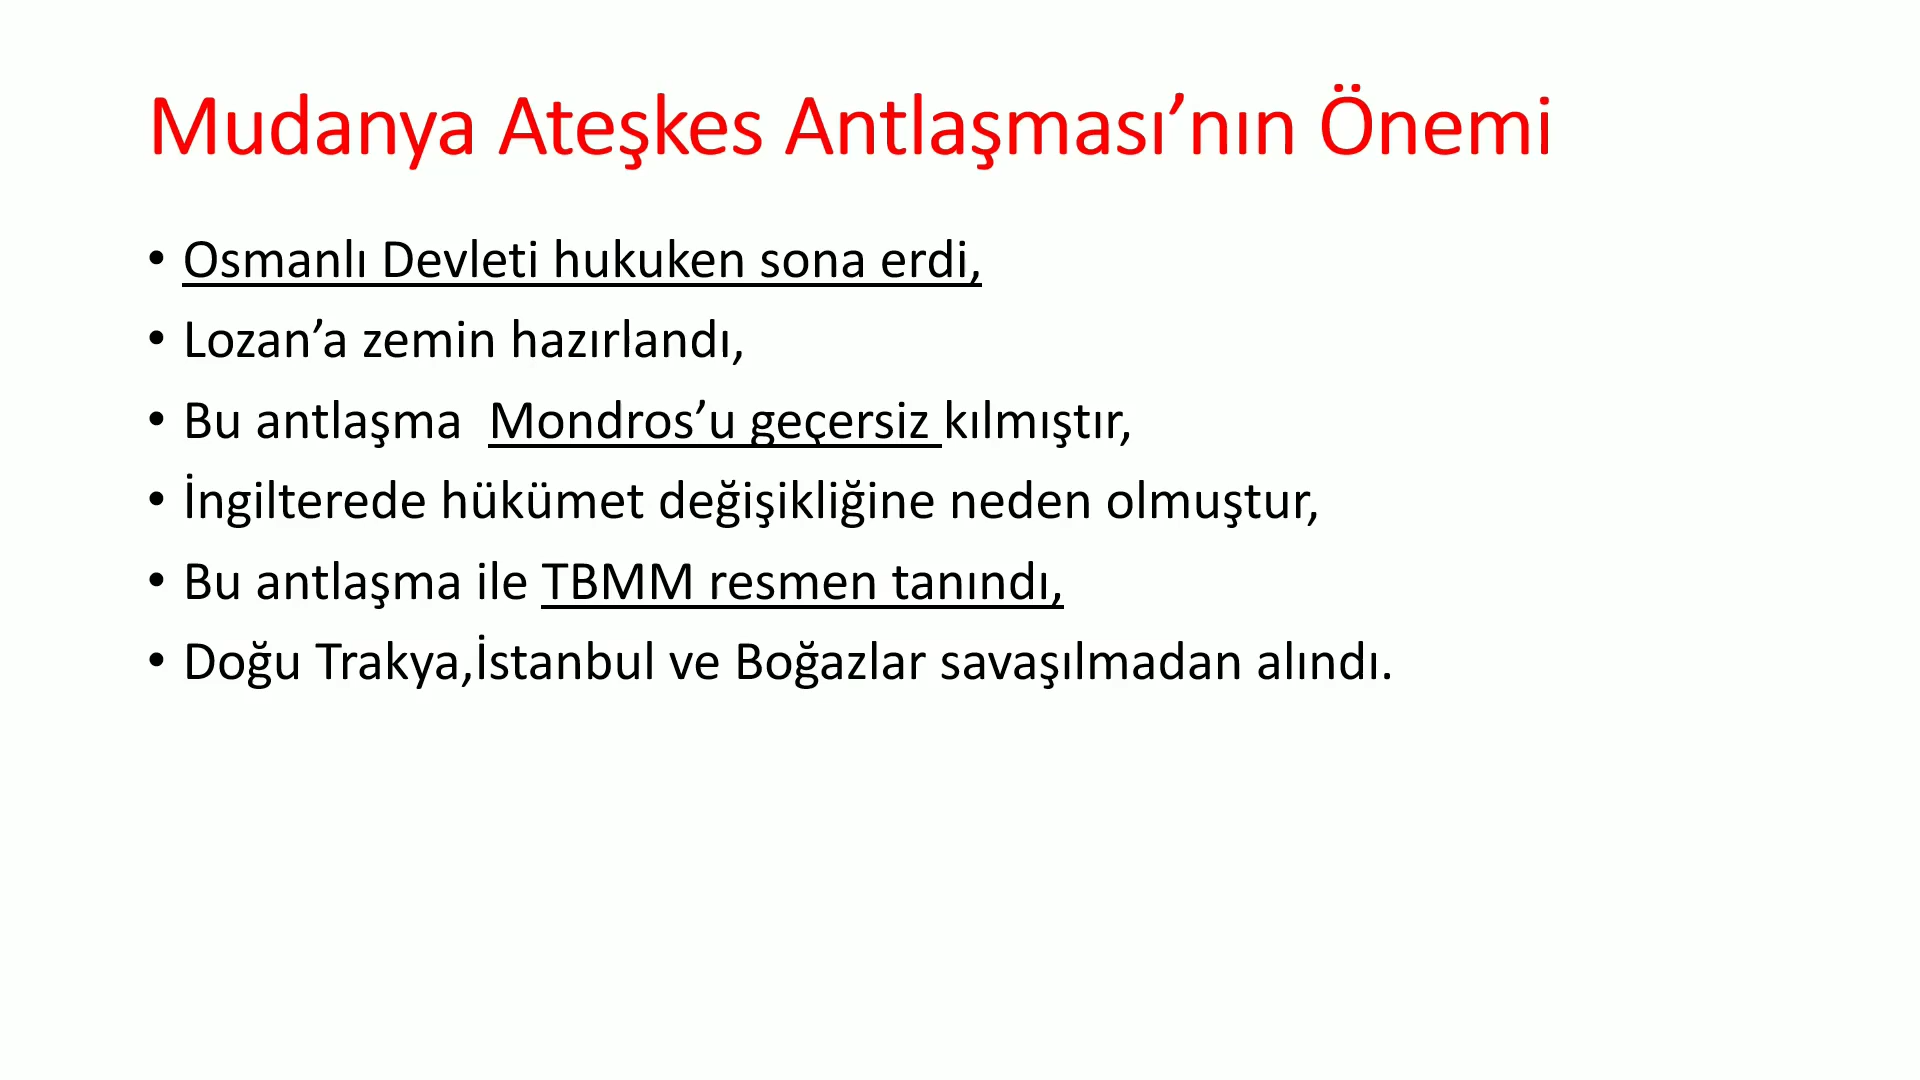 Mudanya Ateşkes Antlaşması’nın Önemi
• Osmanlı Devleti hukuken sona erdi,
• Lozan’a zemin hazırlandı,
• Bu antlaşma  Mondros’u geçersiz kılmıştır,
• İngilterede hükümet değişikliğine neden olmuştur,
• Bu antlaşma ile TBMM resmen tanındı,
• Doğu Trakya,İstanbul ve Boğazlar savaşılmadan alındı.